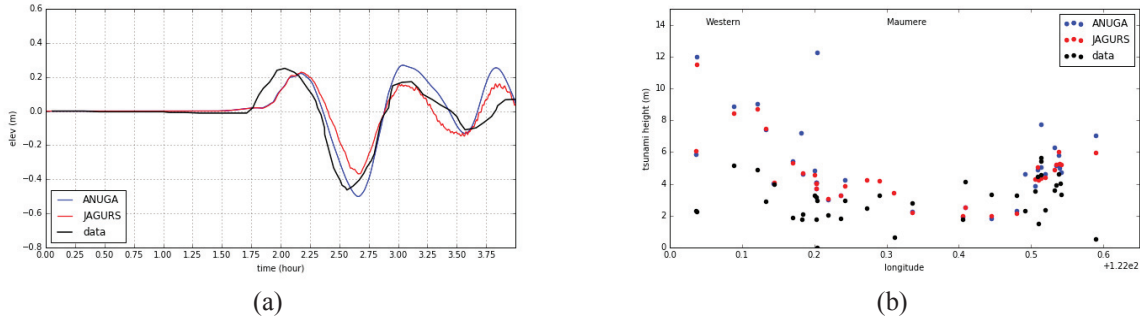 0.6
0.4
0.2
0.0
−0.2
−0.4
−0.6
−0.8
elev (m)
ANUGA
JAGURS
data
0.00 0.25 0.50 0.75 1.00 1.25 1.50 1.75 2.00 2.25 2.50 2.75 3.00 3.25 3.50 3.75
time (hour)
(a)
Western
Maumere
ANUGA
JAGURS
data
14
12
10
8
6
4
2
0
tsunami height (m)
0.0 0.1 0.2 0.3 0.4 0.5 0.6
longitude
+1.22e2
(b)